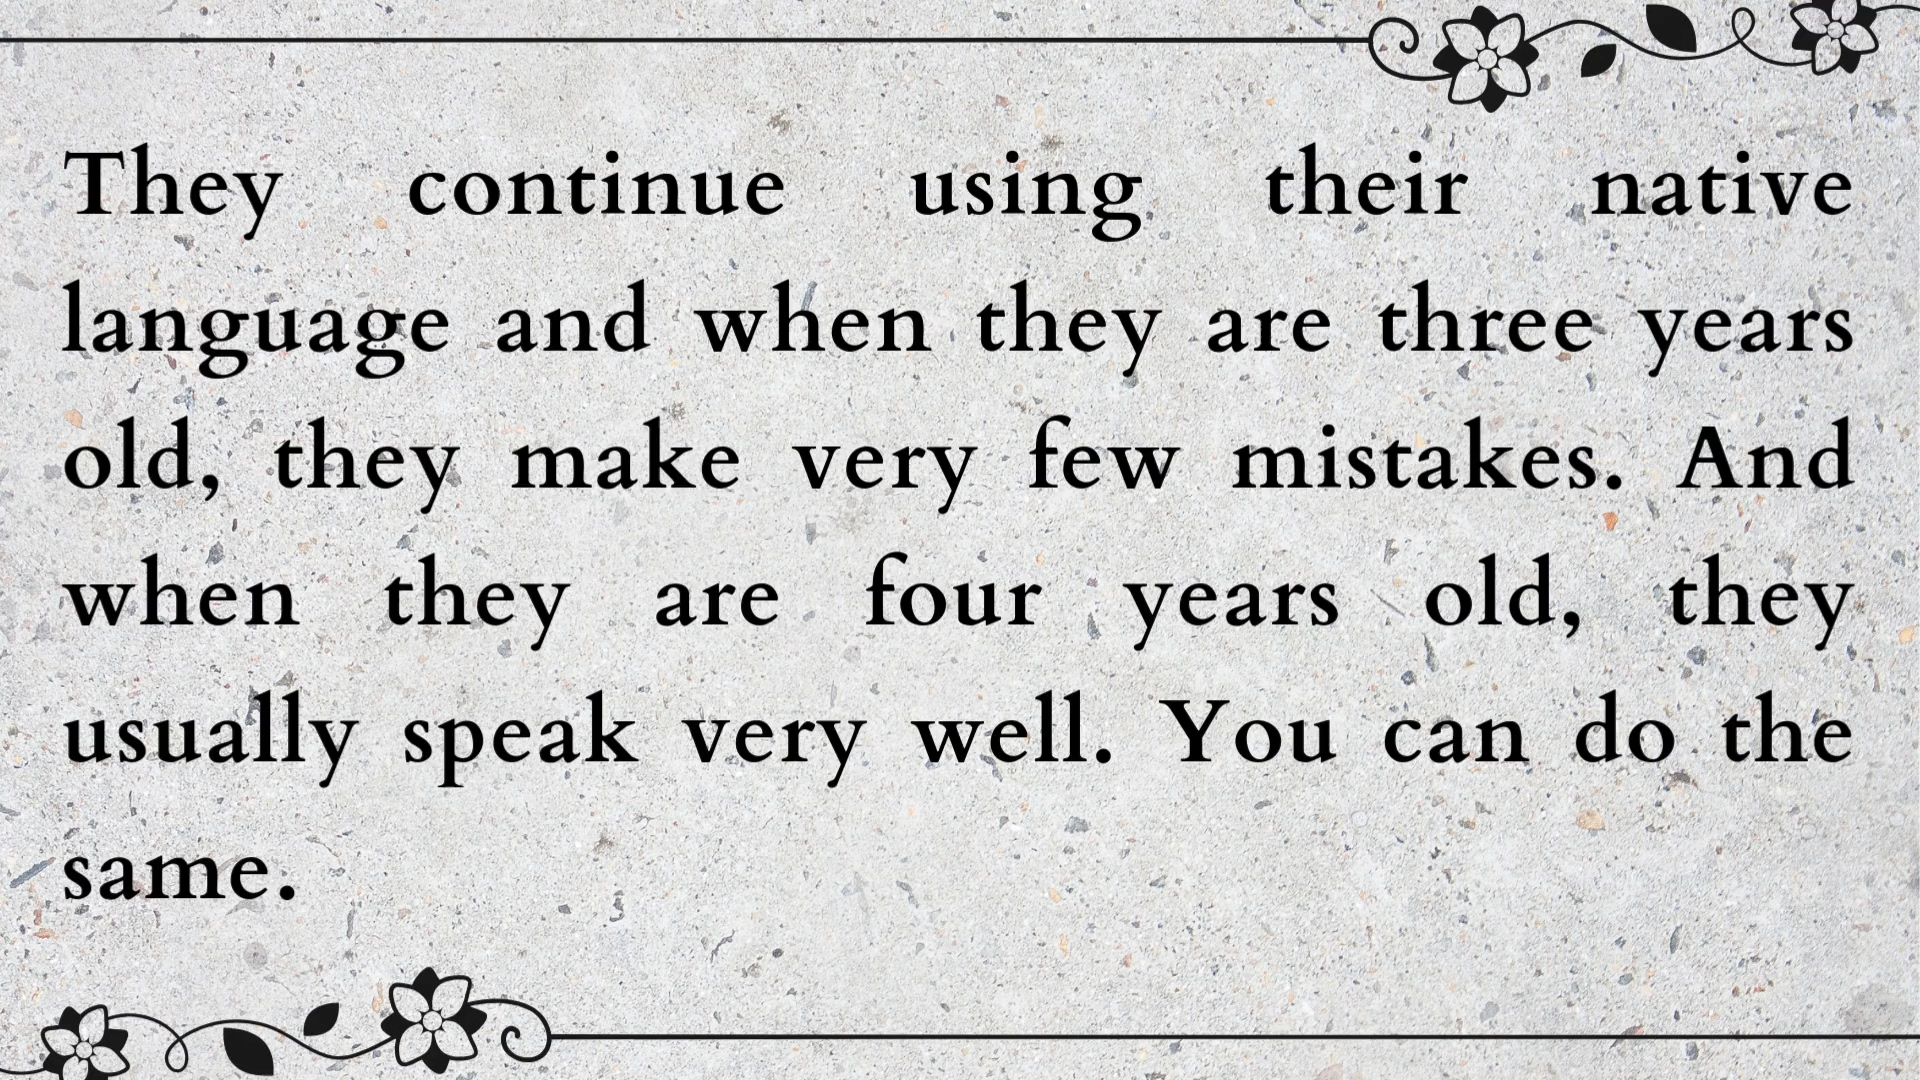 They continue using their native
language and when they are three years
old, they make very few mistakes. And
when they are four years old, they
usually speak very well. You can do the
same.